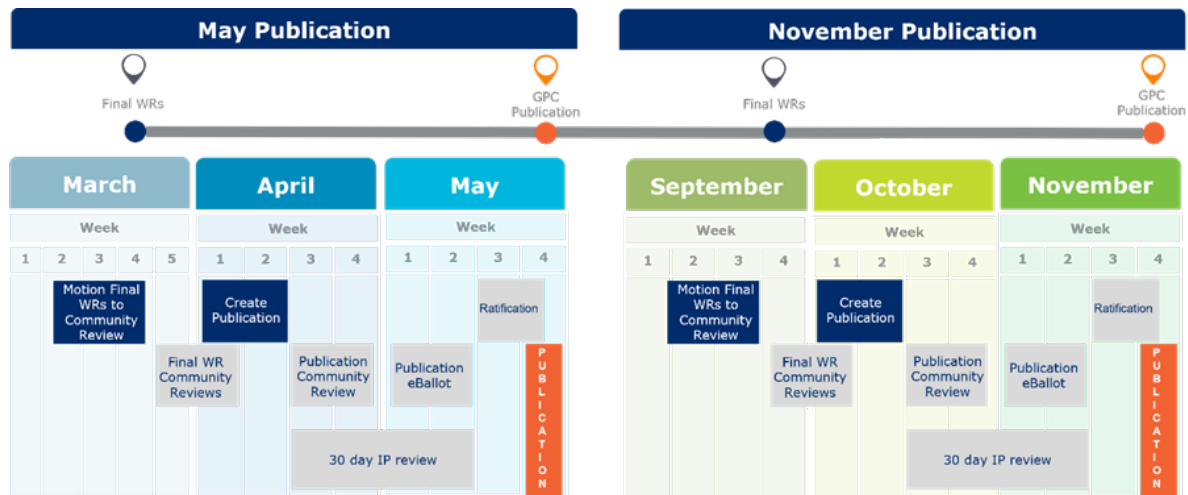 May Publication
November Publication
Final WRs
GPC
Publication
Final WRs
GPC
Publication
March
April
May
September
October
November
Week
Week
Week
Week
Week
Week
1 2 3 4 5
1 2 3 4
1 2 3 4
1 2 3 4
1 2 3 4
1 2 3 4
Motion Final
WRs to
Community
Review
Create
Publication
Ratification
Final WR
Community
Reviews
Publication
Community
Review
Publication
eBallot
30 day IP review
PUBLICATION
Motion Final
WRs to
Community
Review
Create
Publication
Ratification
Final WR
Community
Reviews
Publication
Community
Review
Publication
eBallot
30 day IP review
PUBLICATION